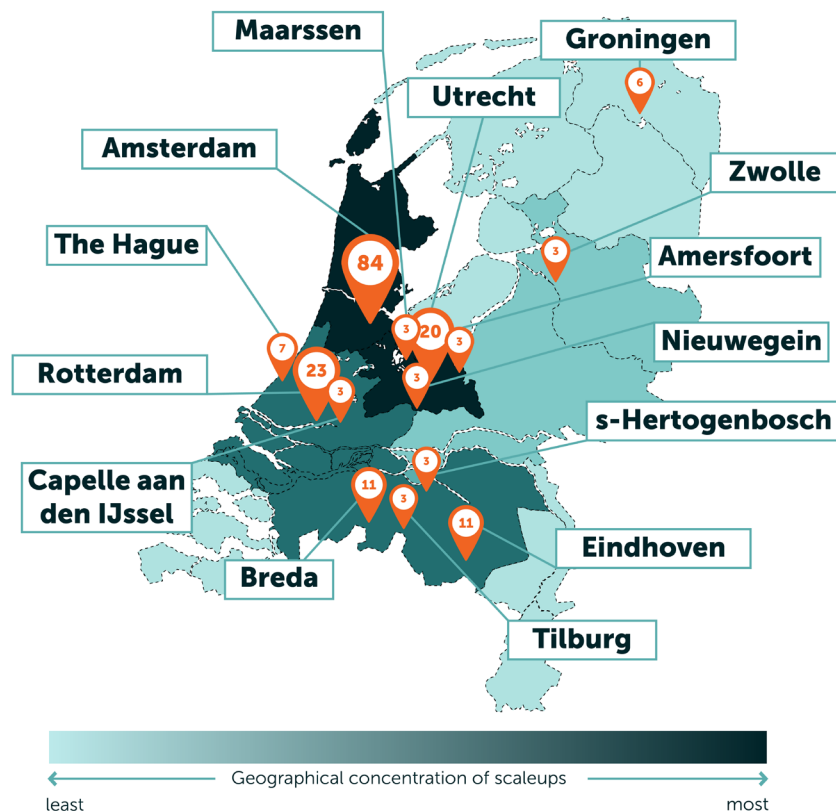 Maarssen
Groningen
6
Utrecht
Amsterdam
Zwolle
The Hague
3
Amersfoort
84
3
20
3
7
Nieuwegein
Rotterdam
23
3
3
s-Hertogenbosch
3
Capelle aan
den IJssel
11
3
11
Eindhoven
Breda
Tilburg
Geographical concentration of scaleups
least
most